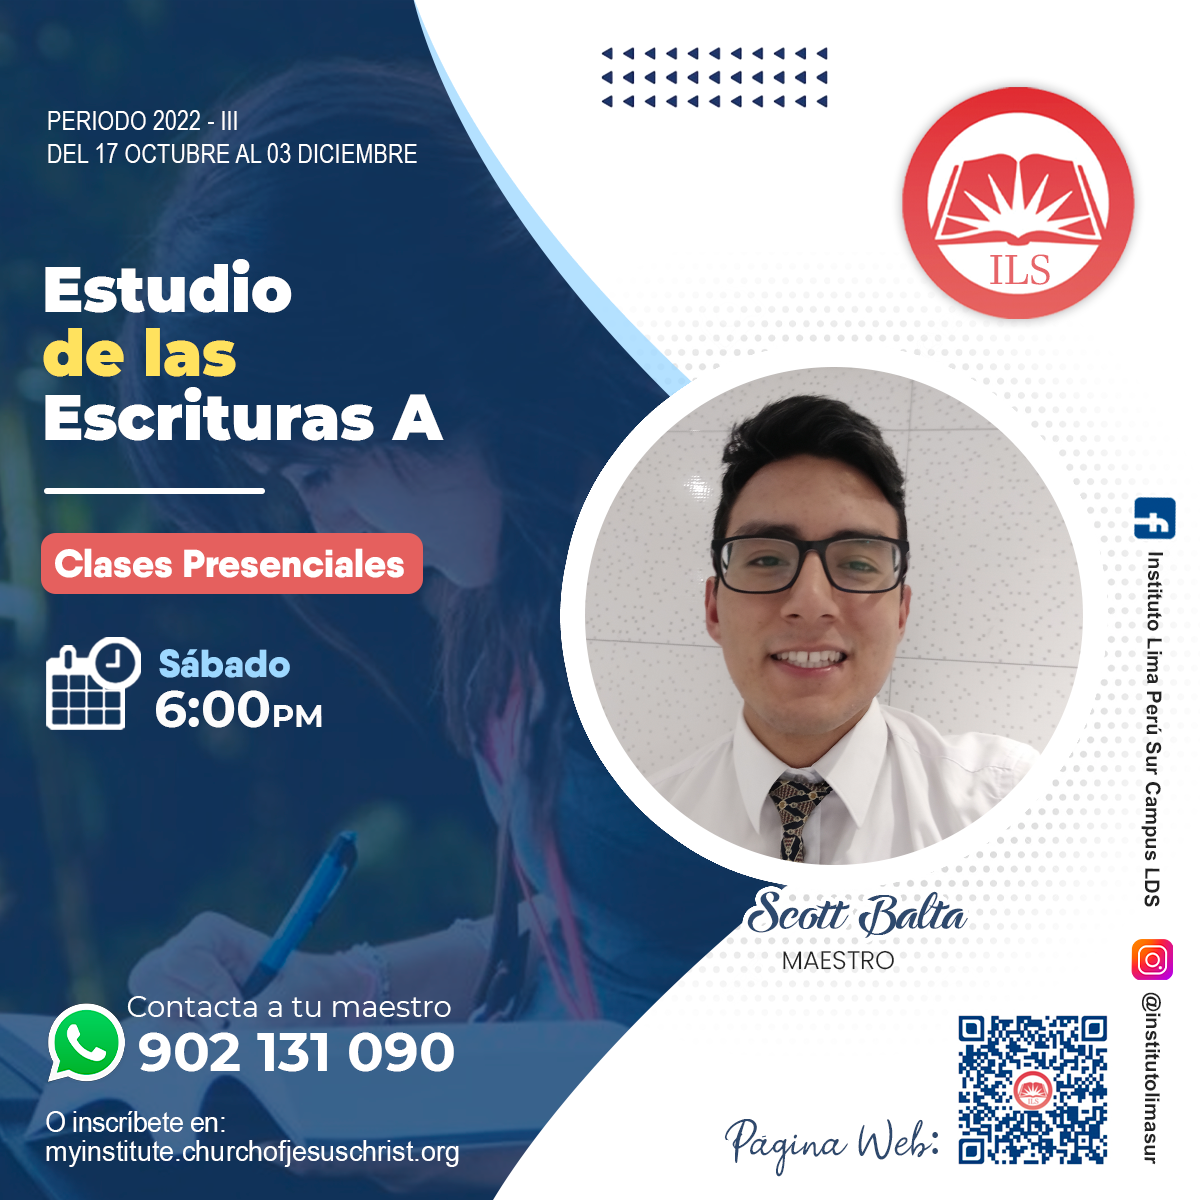 PERIODO 2022 - III
DEL 17 OCTUBRE AL 03 DICIEMBRE
ILS
Estudio
de las
Escrituras A
Clases Presenciales
Sábado
6:00PM
Scott Balta
MAESTRO
Contacta a tu maestro
902 131 090
O inscríbete en:
myinstitute.churchofjesuschrist.org
Página Web:
ILS
Instituto Lima Perú Sur Campus LDS
@institutolimasur